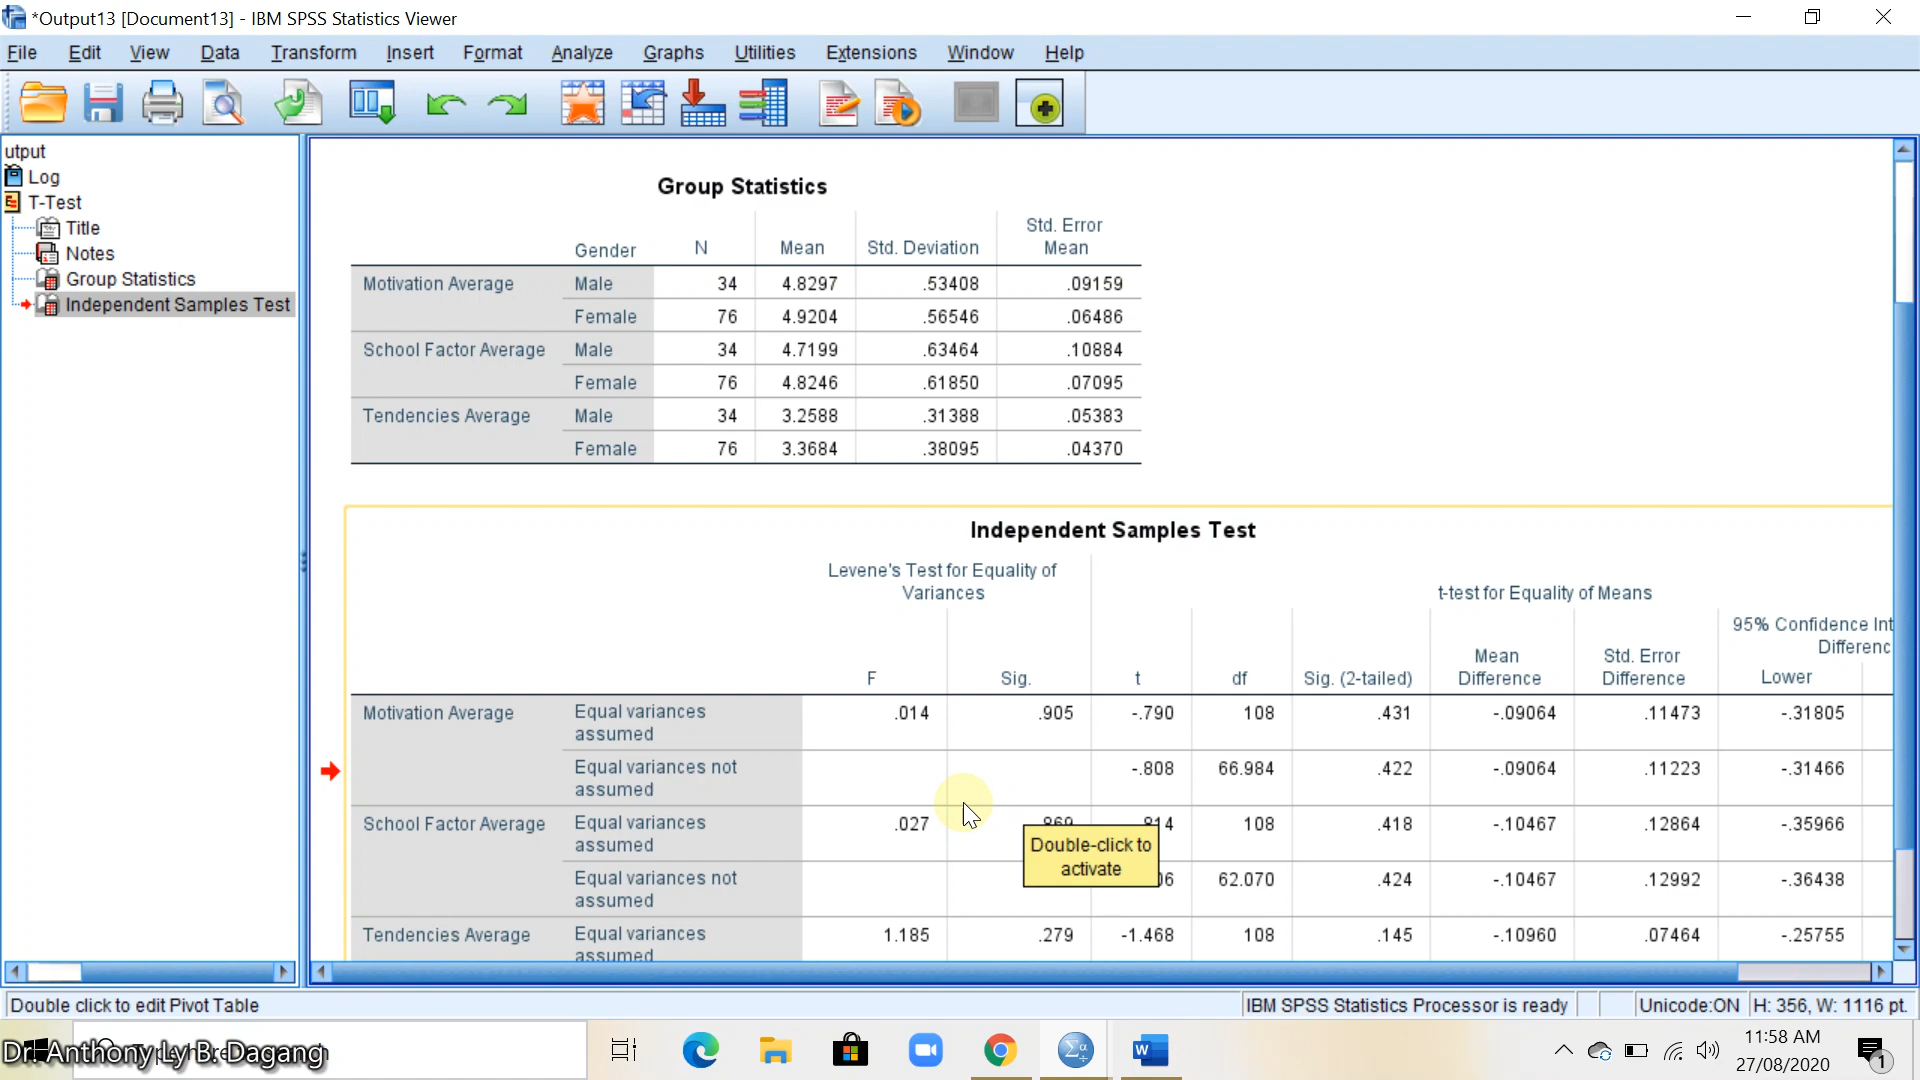 *Output13 [Document13] - IBM SPSS Statistics Viewer
File Edit View Data Transform Insert Format Analyze Graphs Utilities Extensions Window Help
utput
Log
T-Test
Title
Notes
Group Statistics
Independent Samples Test
Group Statistics
Gender N Mean Std. Deviation Std. Error Mean
Motivation Average Male 34 4.8297 .53408 .09159
Female 76 4.9204 .56546 .06486
School Factor Average Male 34 4.7199 .63464 .10884
Female 76 4.8246 .61850 .07095
Tendencies Average Male 34 3.2588 .31388 .05383
Female 76 3.3684 .38095 .04370
Independent Samples Test
Levene's Test for Equality of Variances
t-test for Equality of Means
95% Confidence Int
Differenc
F Sig. t df Sig. (2-tailed) Mean Difference Std. Error Difference Lower
Motivation Average Equal variances assumed .014 .905 -.790 108 .431 -.09064 .11473 -.31805
Equal variances not assumed -.808 66.984 .422 -.09064 .11223 -.31466
School Factor Average Equal variances assumed .027 .869 .814 108 .418 -.10467 .12864 -.35966
Equal variances not assumed 06 62.070 .424 -.10467 .12992 -.36438
Tendencies Average Equal variances assumed 1.185 .279 -1.468 108 .145 -.10960 .07464 -.25755
Double-click to
activate
Double click to edit Pivot Table
IBM SPSS Statistics Processor is ready
Unicode:ON
H: 356, W: 1116 pt.
Dr. Anthony Ly B. Dagang
11:58 AM
27/08/2020
1